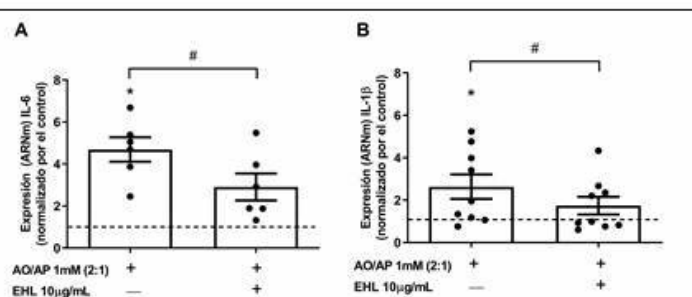 A
#
Expresión (ARNm) IL-6
(normalizado por el control)
8
6
4
2
0
*
AO/AP 1mM (2:1) + +
EHL 10µg/mL — +
B
#
Expresión (ARNm) IL-1β
(normalizado por el control)
8
6
4
2
0
*
AO/AP 1mM (2:1) + +
EHL 10µg/mL — +